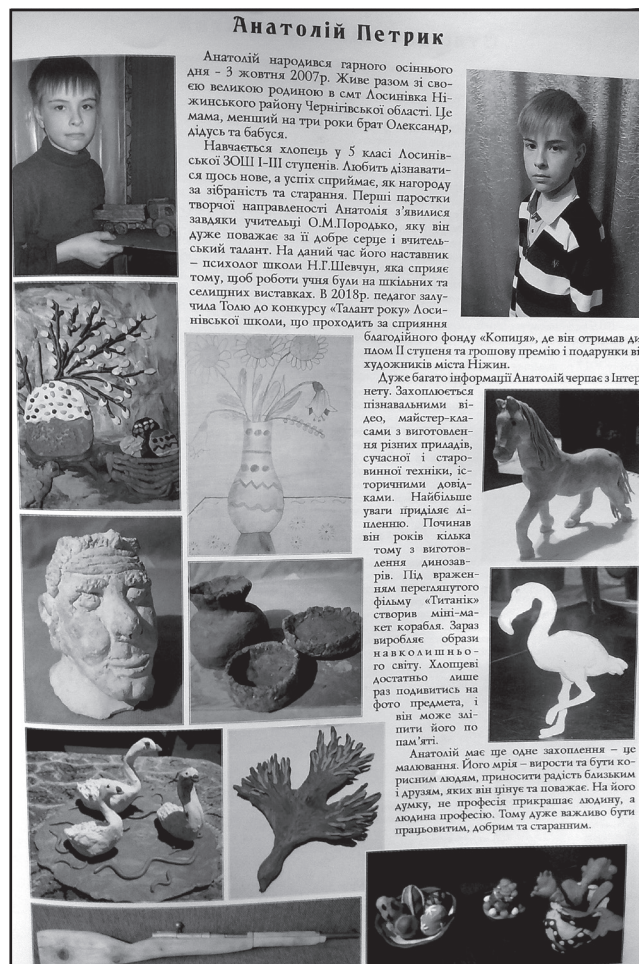 Анатолій Петрик
Анатолій народився гарного осіннього
дня - 3 жовтня 2007р. Живе разом зі сво-
єю великою родиною в смт Лосинівка Ні-
жинського району Чернігівської області. Це
мама, менший на три роки брат Олександр,
дідусь та бабуся.
Навчається хлопець у 5 класі Лосинів-
ської ЗОШ І-ІІІ ступенів. Любить дізнавати-
ся щось нове, а успіх сприймає, як нагороду
за зібраність та старання. Перші паростки
творчої направленості Анатолія з’явилися
завдяки учительці О.М.Породько, яку він
дуже поважає за її добре серце і вчитель-
ський талант. На даний час його наставник
– психолог школи Н.Г.Шевчун, яка сприяє
тому, щоб роботи учня були на шкільних та
селищних виставках. В 2018р. педагог залу-
чила Толю до конкурсу «Талант року» Лоси-
нівської школи, що проходить за сприяння
благодійного фонду «Копиця», де він отримав ди
плом ІІ ступеня та грошову премію і подарунки ві
художників міста Ніжин.
Дуже багато інформації Анатолій черпає з Інтер
нету. Захоплюється
пізнавальними ві-
део, майстер-кла-
сами з виготовлен-
ня різних приладів,
сучасної і старо-
винної техніки, іс-
торичними довід-
ками. Найбільше
уваги приділяє лі-
пленню. Починав
він років кілька
тому з виготов-
лення динозав-
рів. Під вражен-
ням переглянутого
фільму «Титанік»
створив міні-ма-
кет корабля. Зараз
виробляє образи
навколишньо-
го світу. Хлопцеві
достатньо лише
раз подивитись на
фото предмета, і
він може злі-
пити його по
пам’яті.
Анатолій має ще одне захоплення – це
малювання. Його мрія – вирости та бути ко-
рисним людям, приносити радість близьким
і друзям, яких він цінує та поважає. На його
думку, не професія прикрашає людину, а
людина професію. Тому дуже важливо бути
працьовитим, добрим та старанним.